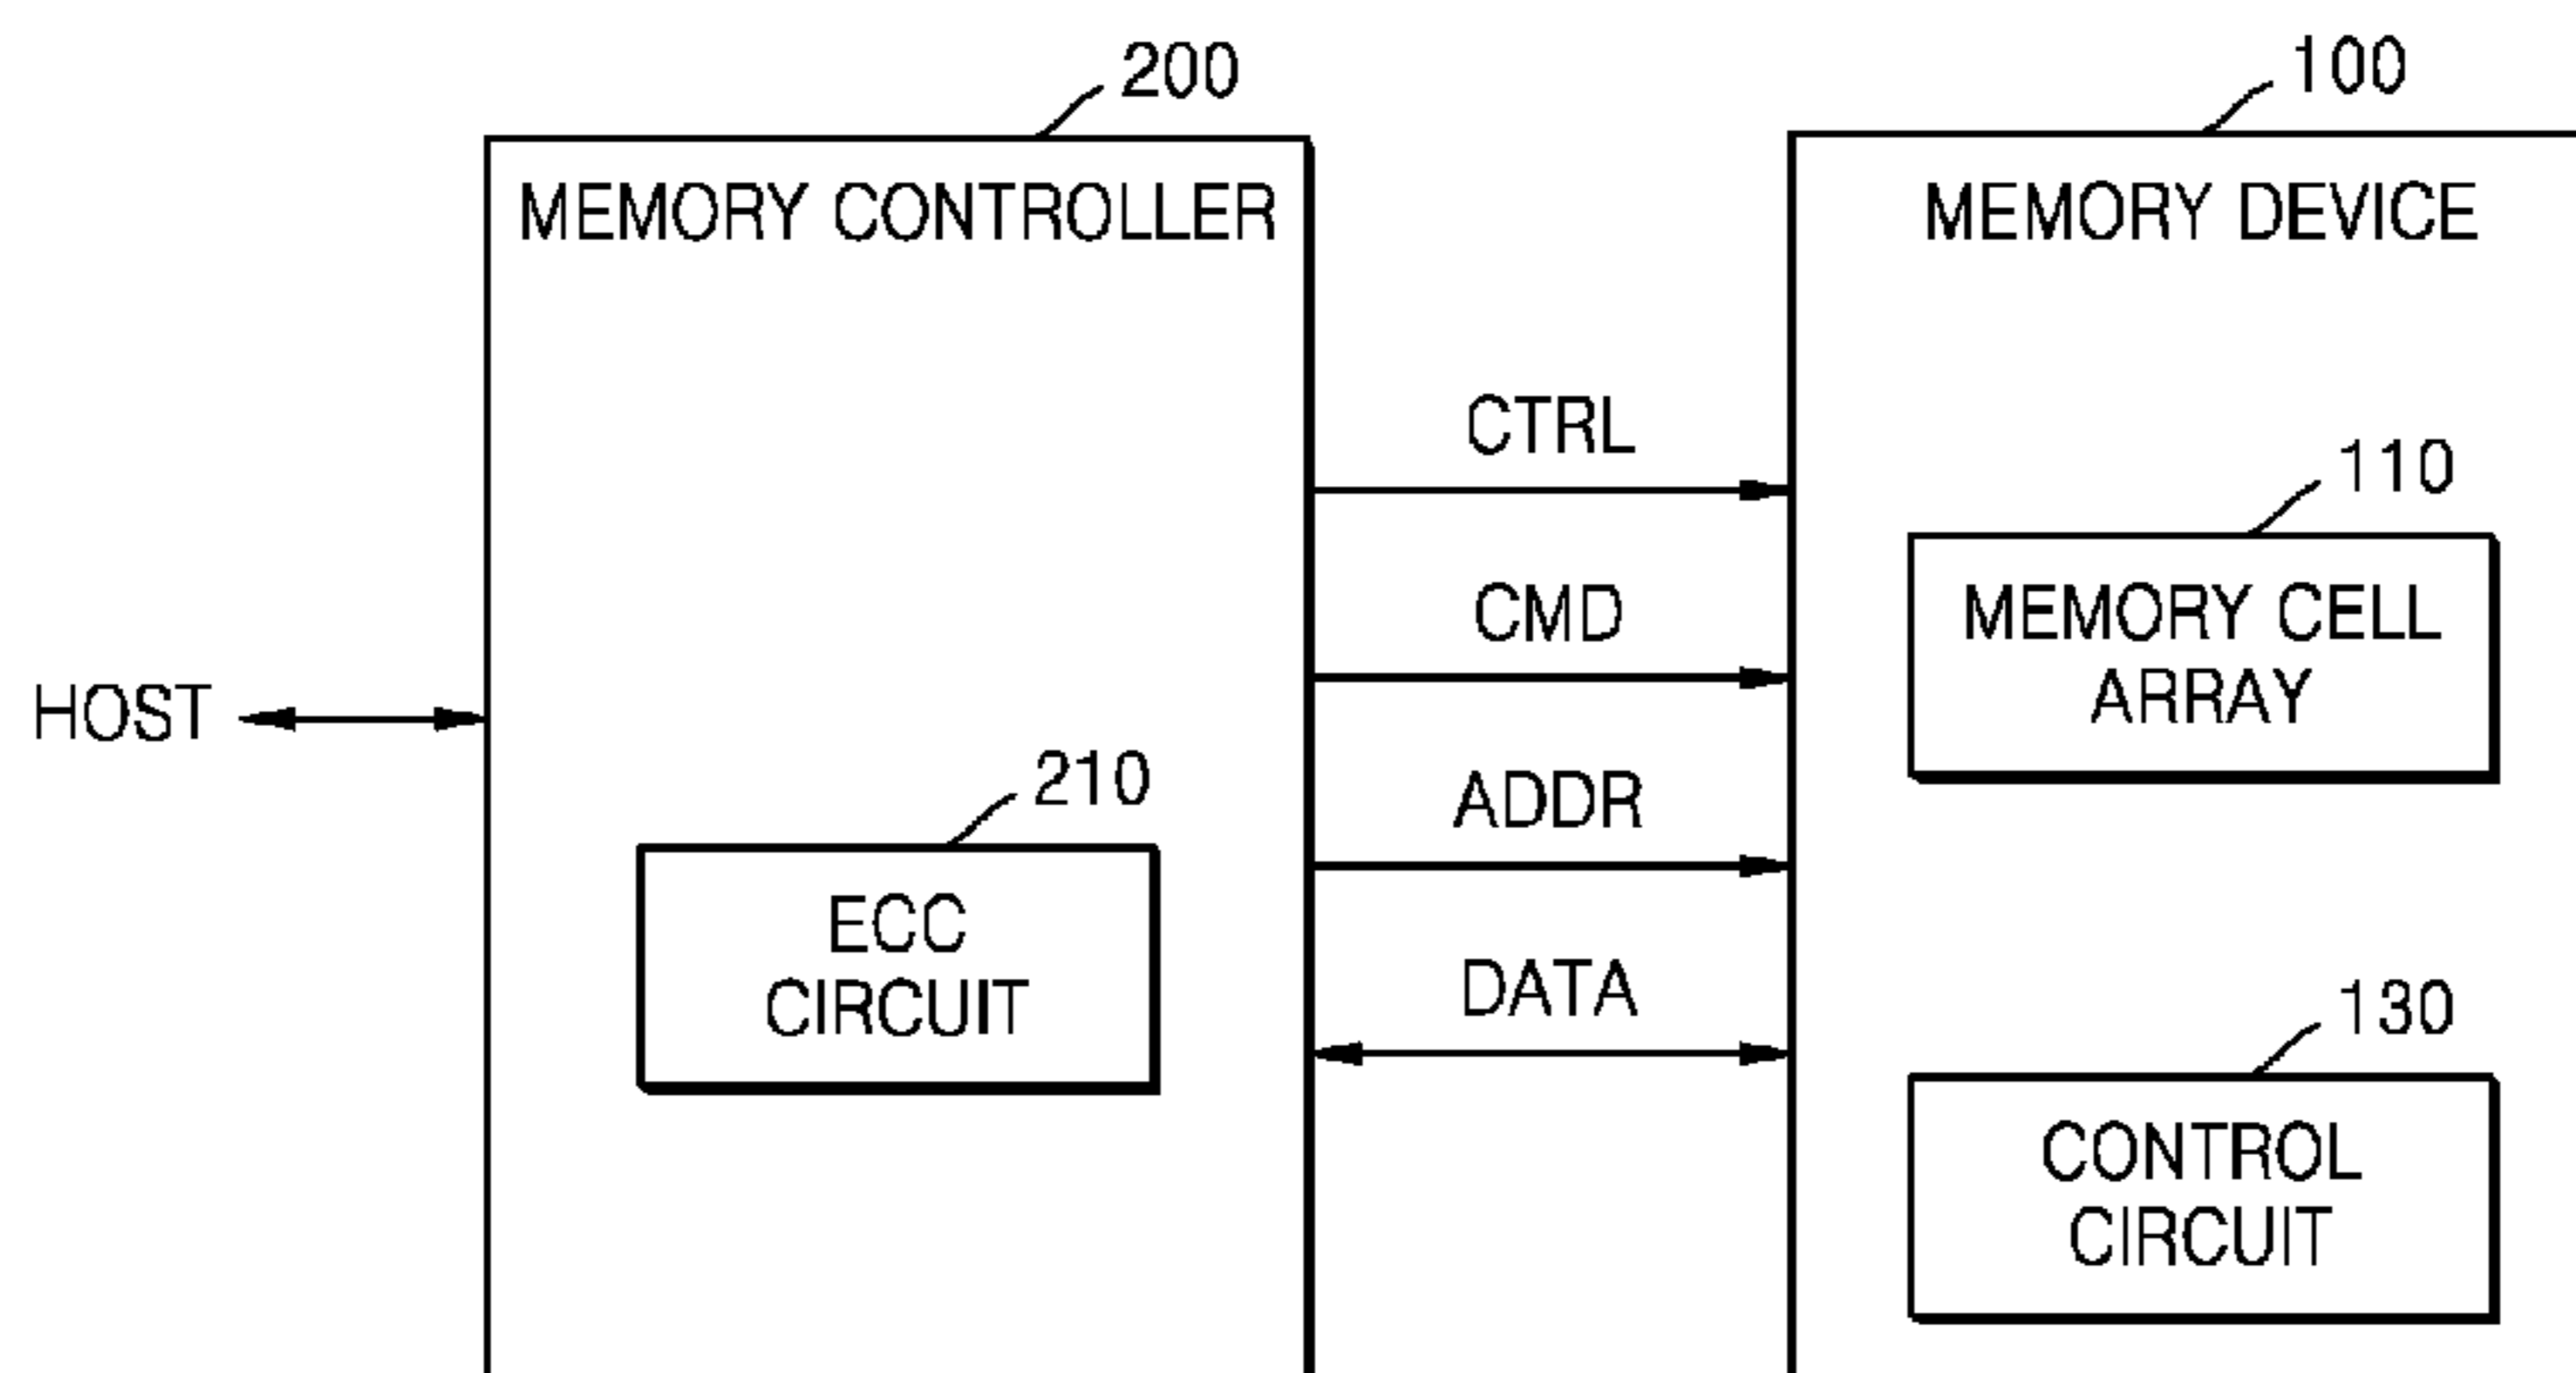 200
100
MEMORY CONTROLLER
MEMORY DEVICE
CTRL
110
CMD
MEMORY CELL
ARRAY
HOST
210
ADDR
ECC
CIRCUIT
DATA
130
CONTROL
CIRCUIT